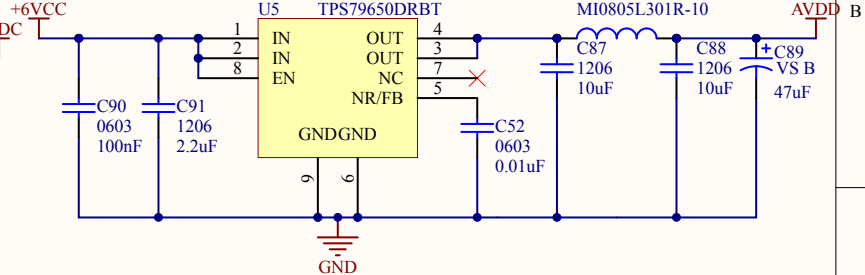 +6VCC
DC
U5
TPS79650DRBT
MI0805L301R-10
AVDD
B
1
2
8
IN
IN
EN
OUT
OUT
NC
NR/FB
GND
GND
4
3
7
5
9
6
C90
0603
100nF
C91
1206
2.2uF
C52
0603
0.01uF
C87
1206
10uF
C88
1206
10uF
+
C89
VS B
47uF
GND